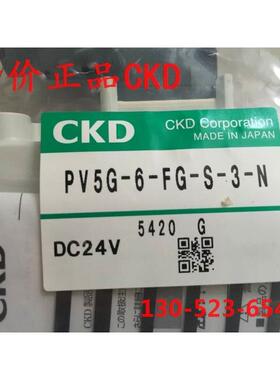 价正品CKD
CKD
CKD Corporation
MADE IN JAPAN
PV5G-6-FG-S-3-N
5420 G
DC24V
130-523-654